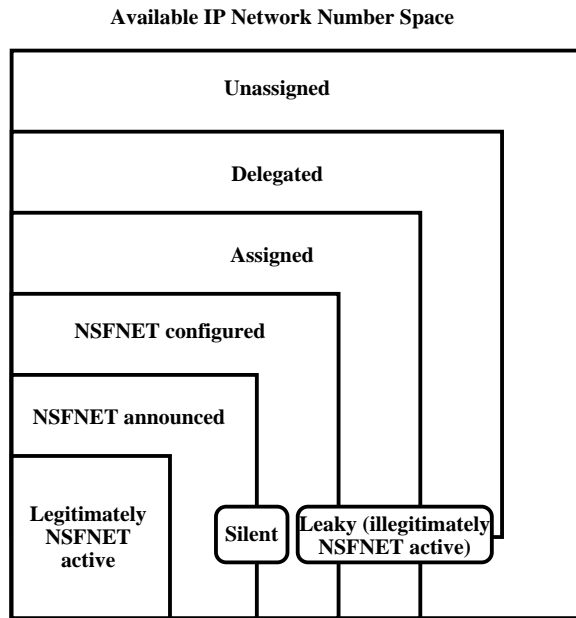 Available IP Network Number Space
Unassigned
Delegated
Assigned
NSFNET configured
NSFNET announced
Legitimately
NSFNET
active
Silent
Leaky (illegitimately
NSFNET active)